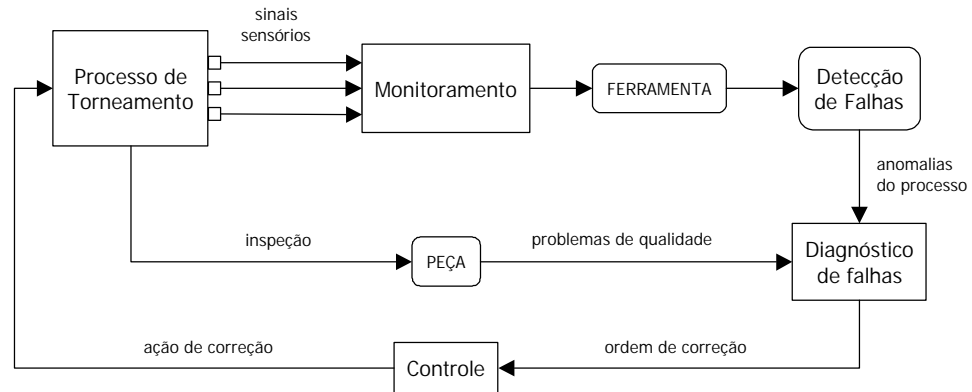 sinais
sensórios
Processo de
Torneamento
Monitoramento
FERRAMENTA
Detecção
de Falhas
anomalias
do processo
inspeção
PEÇA
problemas de qualidade
Diagnóstico
de falhas
ação de correção
Controle
ordem de correção